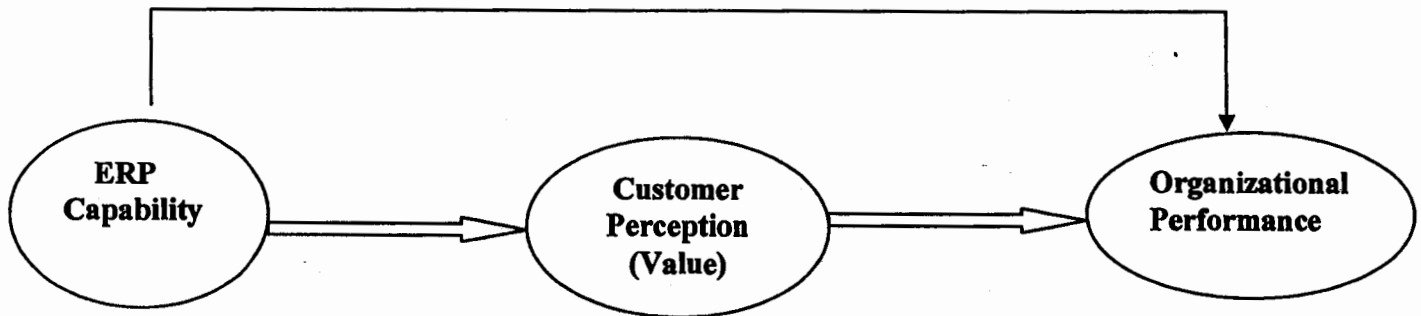 ERP
Capability
Customer
Perception
(Value)
Organizational
Performance